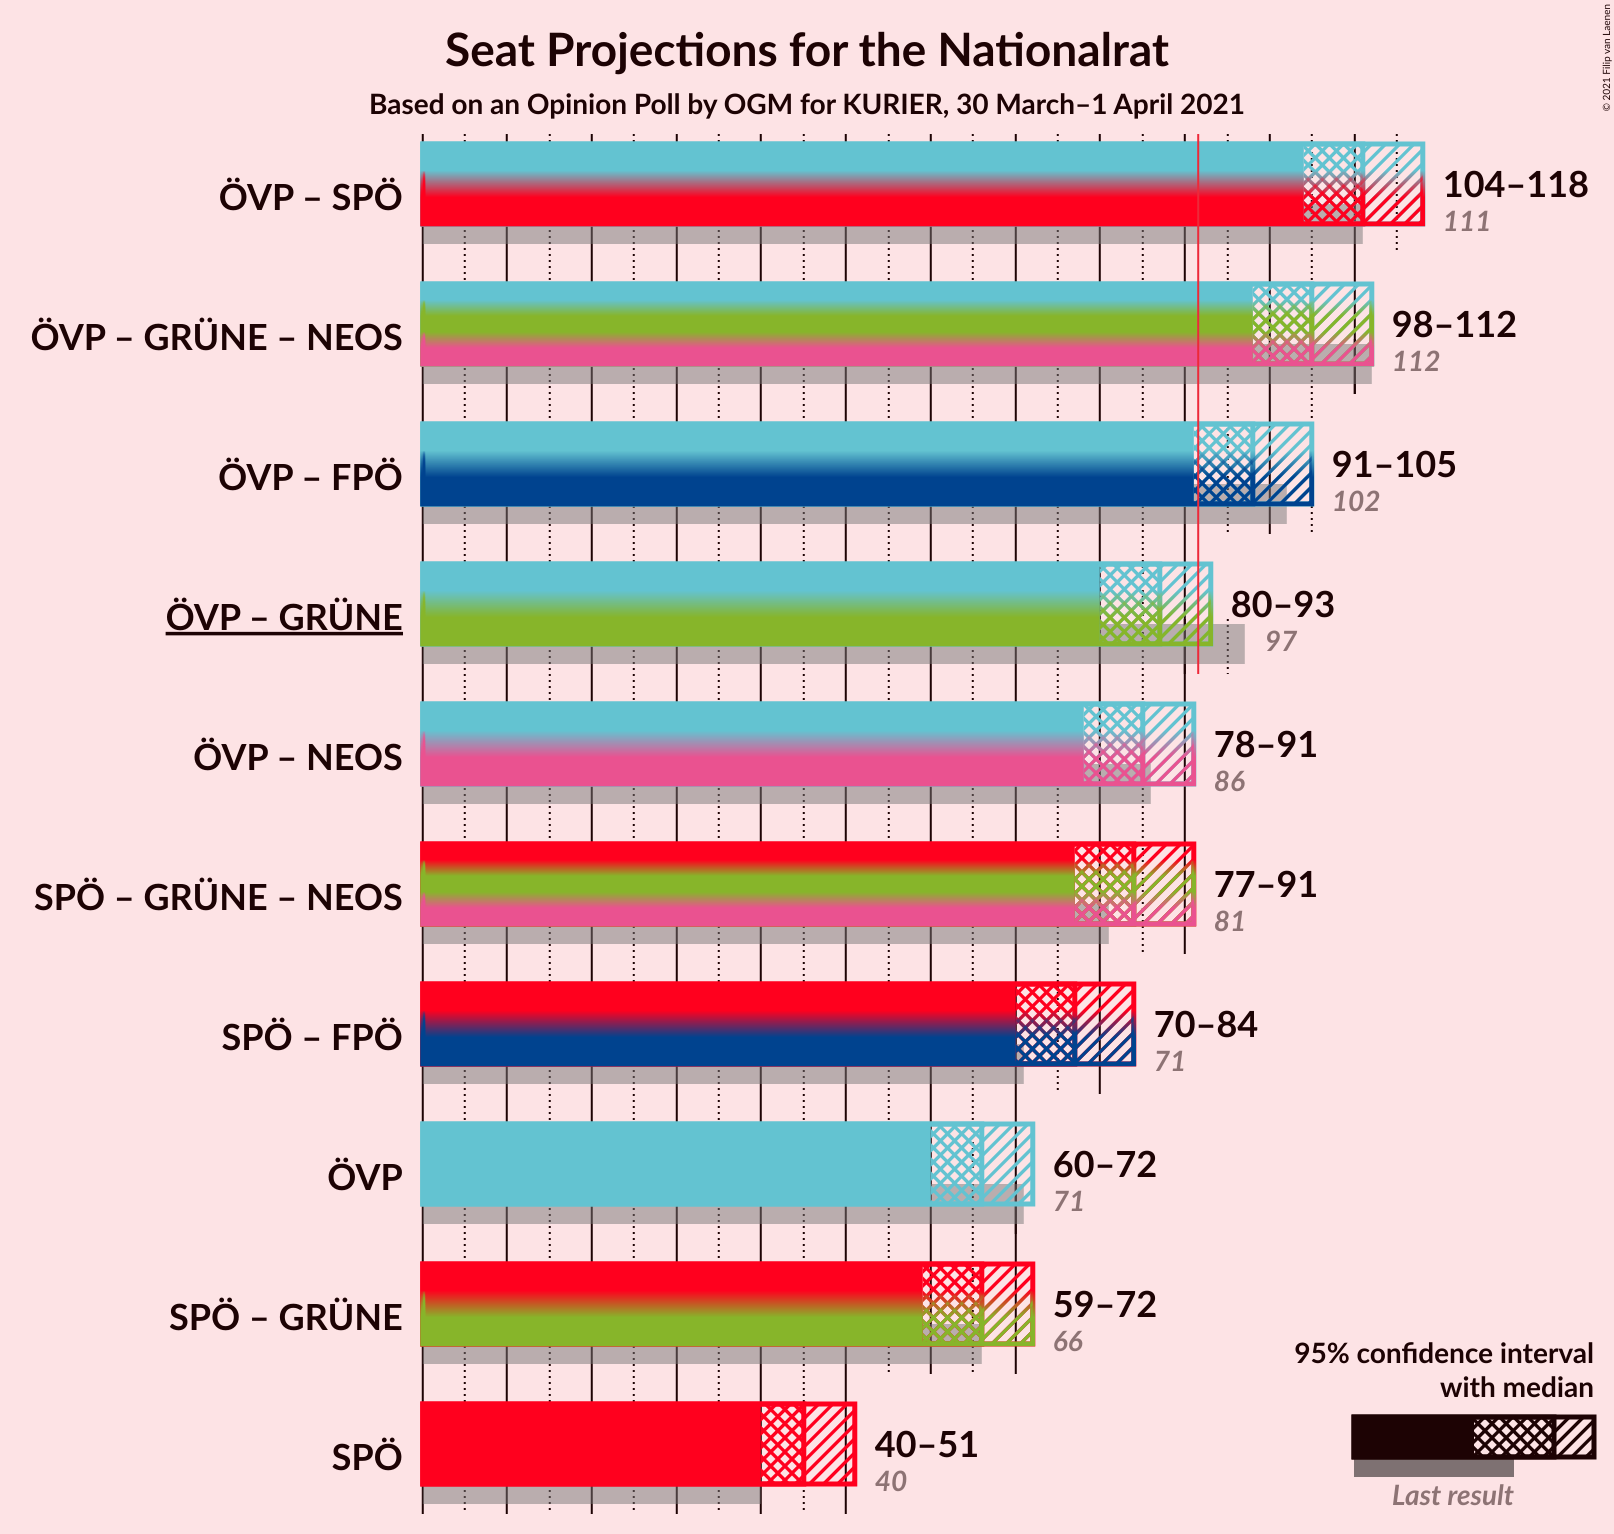 Seat Projections for the Nationalrat
Based on an Opinion Poll by OGM for KURIER, 30 March–1 April 2021
© 2021 Filip van Laenen
ÖVP – SPÖ
104–118
111
ÖVP – GRÜNE – NEOS
98–112
112
ÖVP – FPÖ
91–105
102
ÖVP – GRÜNE
80–93
97
ÖVP – NEOS
78–91
86
SPÖ – GRÜNE – NEOS
77–91
81
SPÖ – FPÖ
70–84
71
ÖVP
60–72
71
SPÖ – GRÜNE
59–72
66
SPÖ
40–51
40
95% confidence interval
with median
Last result